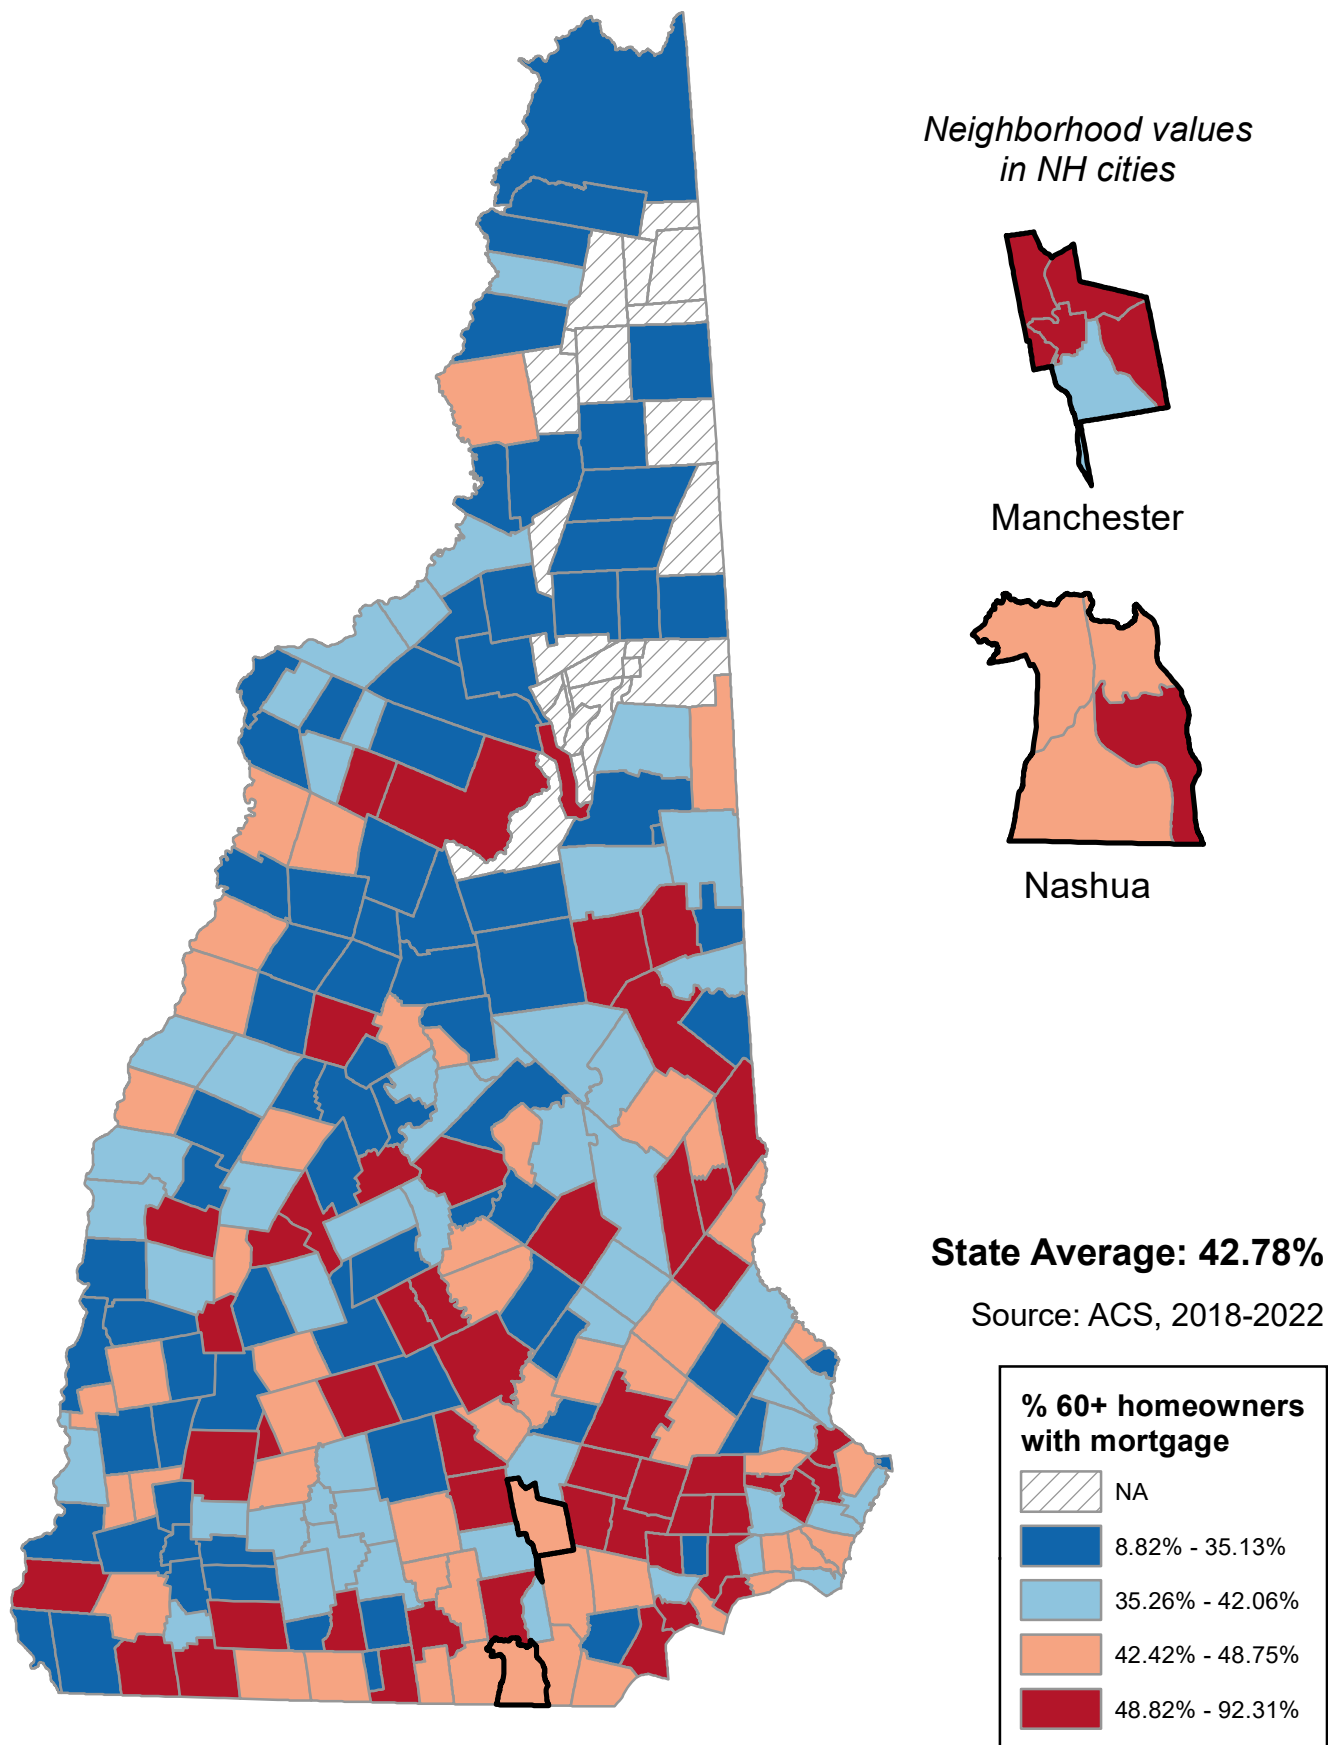 Neighborhood values
in NH cities
Manchester
Nashua
State Average: 42.78%
Source: ACS, 2018-2022
% 60+ homeowners
with mortgage
NA
8.82% - 35.13%
35.26% - 42.06%
42.42% - 48.75%
48.82% - 92.31%